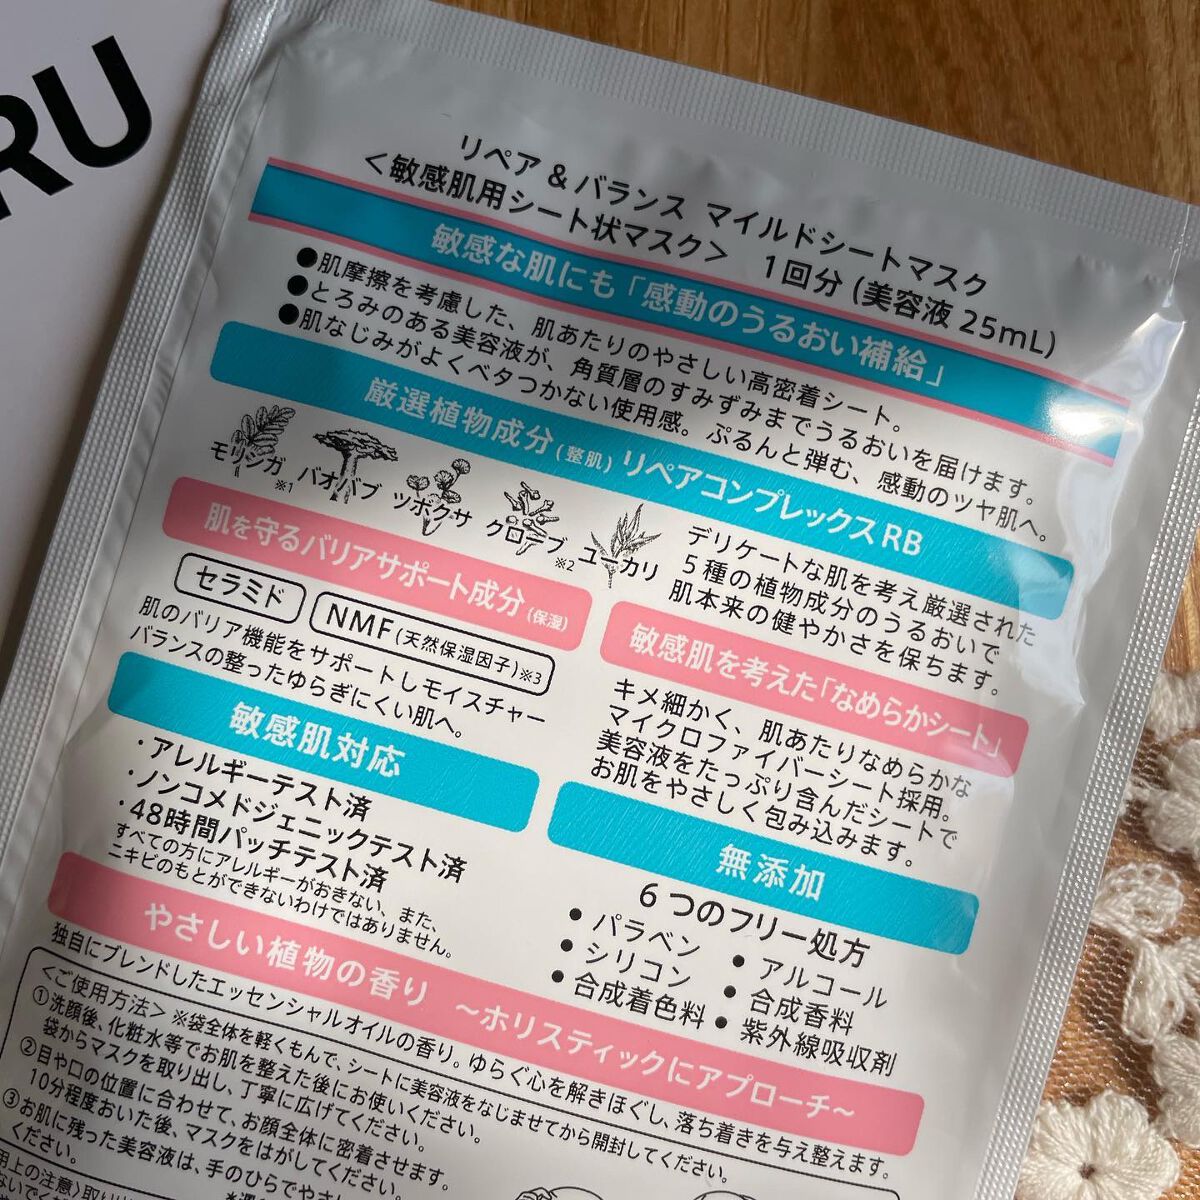 RU
リペア & バランス マイルドシートマスク
＜敏感肌用シート状マスク＞ 1回分 (美容液 25mL)
敏感な肌にも「感動のうるおい補給」
●肌摩擦を考慮した、肌あたりのやさしい高密着シート。
●とろみのある美容液が、角質層のすみずみまでうるおいを届けます。
●肌なじみがよくベタつかない使用感。ぷるんと弾む、感動のツヤ肌へ。
厳選植物成分(整肌) リペアコンプレックスRB
モリンガ※1 バオバブ ツボクサ クロテブ※2 ユーカリ
デリケートな肌を考え厳選された
5種の植物成分のうるおいで
肌本来の健やかさを保ちます。
肌を守るバリアサポート成分(保湿)
セラミド NMF(天然保湿因子)※3
肌のバリア機能をサポートしモイスチャー
バランスの整ったゆらぎにくい肌へ。
敏感肌を考えた「なめらかシート」
キメ細かく、肌あたりなめらかな
マイクロファイバーシート採用。
美容液をたっぷり含んだシートで
お肌をやさしく包み込みます。
敏感肌対応
・アレルギーテスト済
・ノンコメドジェニックテスト済
・48時間パッチテスト済
すべての方にアレルギーがおきない、また、
ニキビのもとができないわけではありません。
無添加
6つのフリー処方
● パラベン ● アルコール
● シリコン ● 合成香料
● 合成着色料 ● 紫外線吸収剤
やさしい植物の香り ～ホリスティックにアプローチ～
独自にブレンドしたエッセンシャルオイルの香り。ゆらぐ心を解きほぐし、落ち着きを与え整えます。
＜ご使用方法＞ ※袋全体を軽くもんで、シートに美容液をなじませてから開封してください。
①洗顔後、化粧水等でお肌を整えた後にお使いください。
袋からマスクを取り出し、丁寧に広げてください。
②目や口の位置に合わせて、お顔全体に密着させます。
10分程度おいた後、マスクをはがしてください。
③お肌に残った美容液は、手のひらでやさし
ください。
用上の注意＞